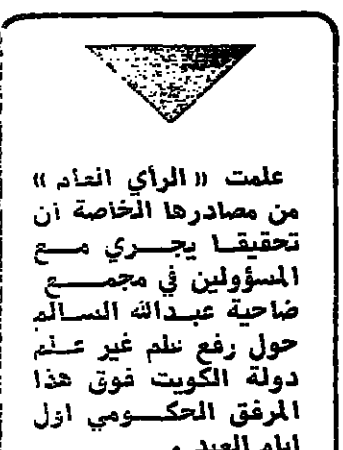 علمت «الرأي العام»
من مصادرها الخاصة أن
تحقيقا يجري مع
المسؤولين في مجمع
ضاحية عبدالله السالم
حول رفع علم غير علم
دولة الكويت فوق هذا
المرفق الحكومي اول
ايام العيد